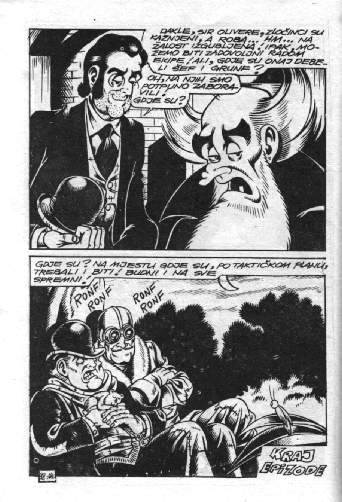 DAKLE, SIR OLIVERE, ZLOČINCI SU
KAŽNJENI, A ROBA... HM... NA
ŽALOST IZGUBLJENA! IPAK, MO-
ŽEMO BITI ZADOVOLJNI RADOM
EKIPE! ALI, GDJE SU ONAJ DEBE-
LI ŠEF I GRUNF?
OH, NA NJIH SMO
POTPUNO ZABORA-
VILI!
GDJE SU?
GDJE SU? NA MJESTU GDJE SU, PO TAKTIČKOM PLANU,
TREBALI I BITI! BUDNI I NA SVE
SPREMNI!
RONF
RONF
RONF
RONF
KRAJ
EPIZODE